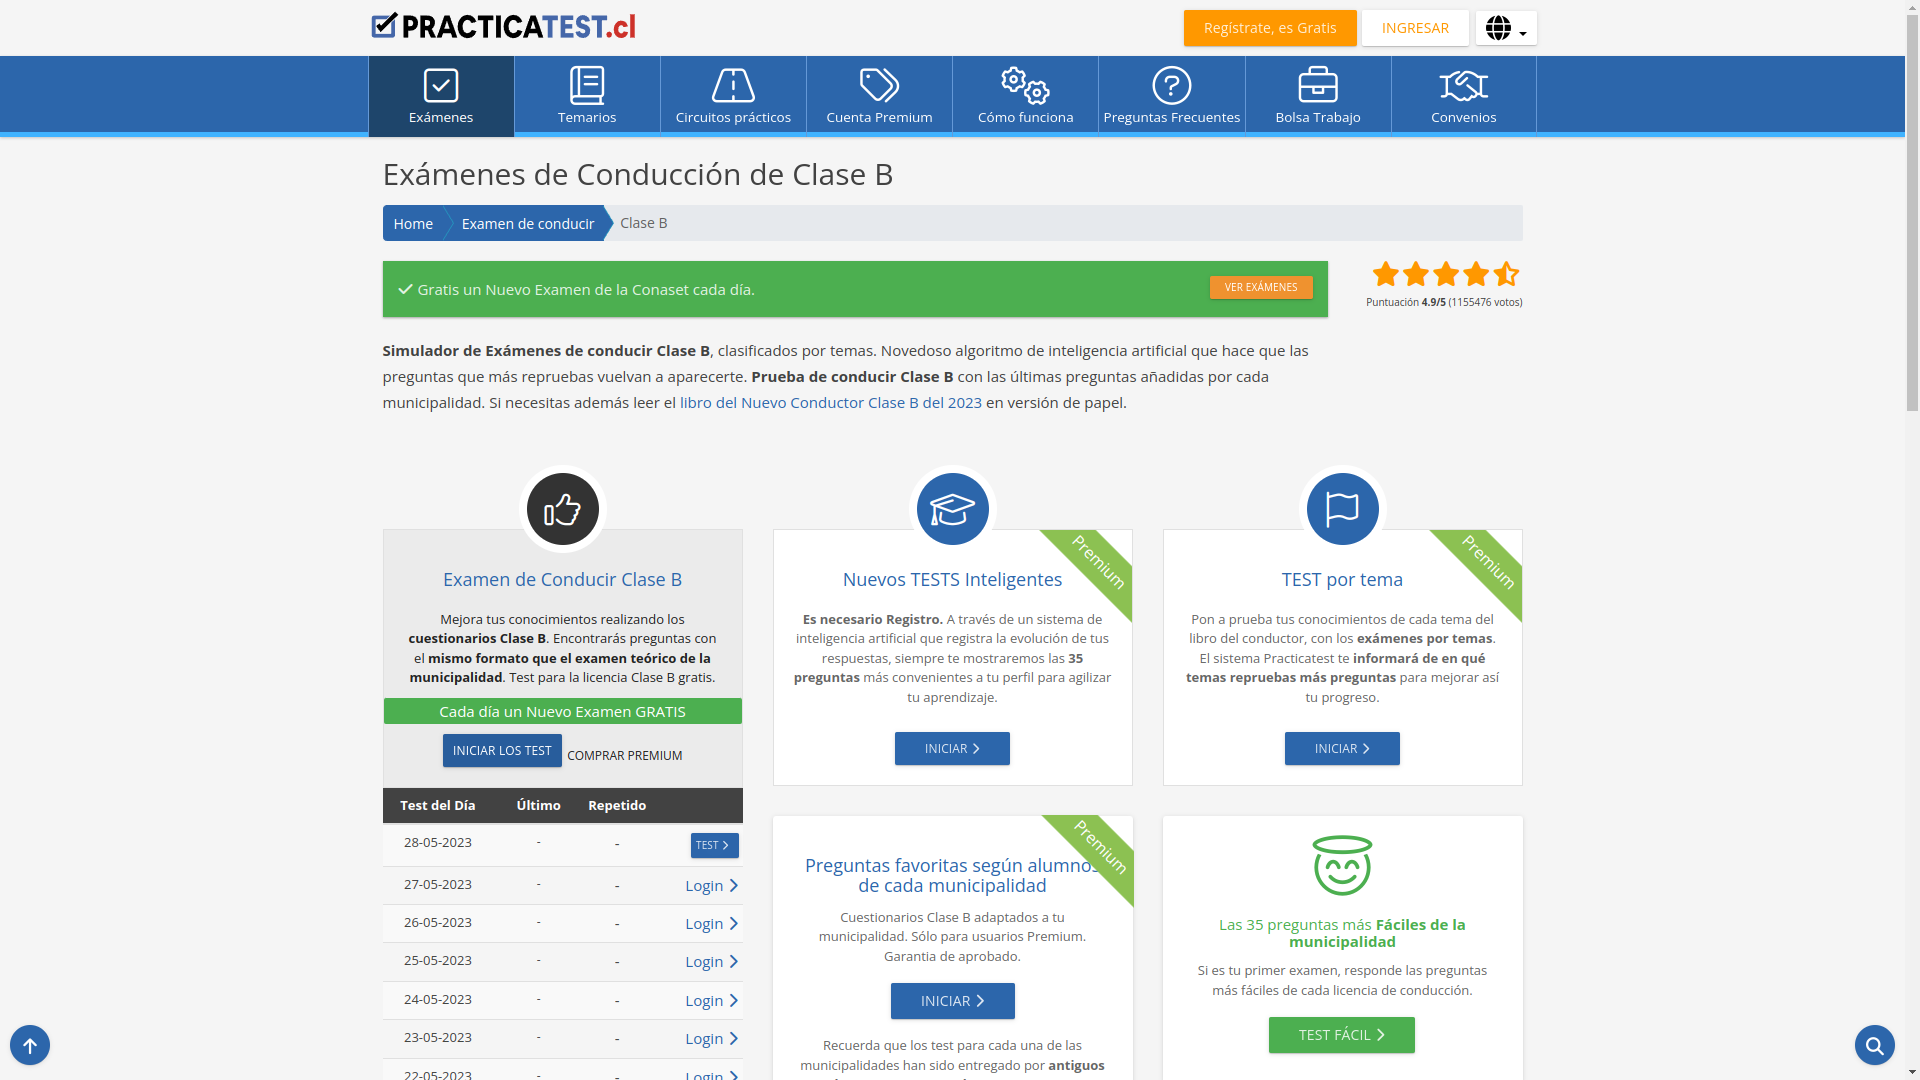 PRACTICATEST.cl
Regístrate, es Gratis
INGRESAR
Exámenes
Temarios
Circuitos prácticos
Cuenta Premium
Cómo funciona
Preguntas Frecuentes
Bolsa Trabajo
Convenios
Exámenes de Conducción de Clase B
Home
Examen de conducir
Clase B
Gratis un Nuevo Examen de la Conaset cada día.
VER EXÁMENES
Puntuación 4.9/5 (1155476 votos)
Simulador de Exámenes de conducir Clase B, clasificados por temas. Novedoso algoritmo de inteligencia artificial que hace que las
preguntas que más repruebas vuelvan a aparecerte. Prueba de conducir Clase B con las últimas preguntas añadidas por cada
municipalidad. Si necesitas además leer el libro del Nuevo Conductor Clase B del 2023 en versión de papel.
Examen de Conducir Clase B
Mejora tus conocimientos realizando los
cuestionarios Clase B. Encontrarás preguntas con
el mismo formato que el examen teórico de la
municipalidad. Test para la licencia Clase B gratis.
Cada día un Nuevo Examen GRATIS
INICIAR LOS TEST
COMPRAR PREMIUM
Test del Día Último Repetido
28-05-2023 - - TEST
27-05-2023 - - Login
26-05-2023 - - Login
25-05-2023 - - Login
24-05-2023 - - Login
23-05-2023 - - Login
22-05-2023 - - Login
Premium
Nuevos TESTS Inteligentes
Es necesario Registro. A través de un sistema de
inteligencia artificial que registra la evolución de tus
respuestas, siempre te mostraremos las 35
preguntas más convenientes a tu perfil para agilizar
tu aprendizaje.
INICIAR
Premium
TEST por tema
Pon a prueba tus conocimientos de cada tema del
libro del conductor, con los exámenes por temas.
El sistema Practicatest te informará de en qué
temas repruebas más preguntas para mejorar así
tu progreso.
INICIAR
Premium
Preguntas favoritas según alumnos
de cada municipalidad
Cuestionarios Clase B adaptados a tu
municipalidad. Sólo para usuarios Premium.
Garantia de aprobado.
INICIAR
Recuerda que los test para cada una de las
municipalidades han sido entregado por antiguos
Las 35 preguntas más Fáciles de la
municipalidad
Si es tu primer examen, responde las preguntas
más fáciles de cada licencia de conducción.
TEST FÁCIL